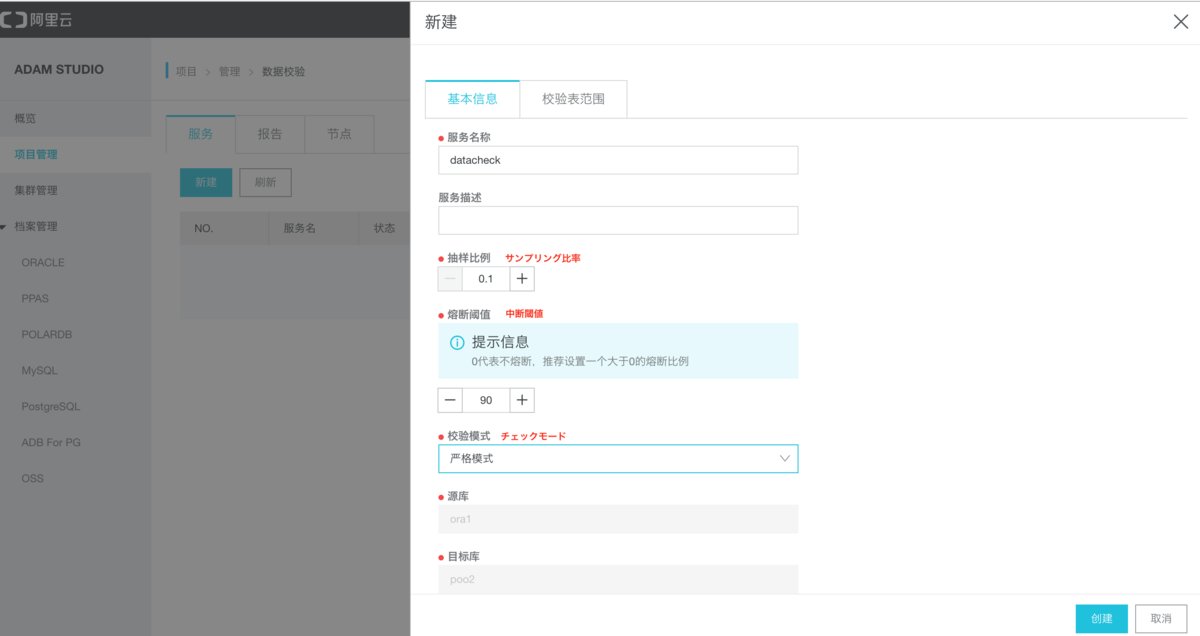 阿里云
ADAM STUDIO
概览
项目管理
集群管理
档案管理
ORACLE
PPAS
POLARDB
MySQL
PostgreSQL
ADB For PG
OSS
项目 > 管理 > 数据校验
服务 报告 节点
新建 刷新
NO. 服务名 状态
新建
基本信息 校验表范围
服务名称
datacheck
服务描述
抽样比例 サンプリング比率
0.1
熔断阈值 中断閾値
提示信息
0代表不熔断，推荐设置一个大于0的熔断比例
90
校验模式 チェックモード
严格模式
源库
ora1
目标库
poo2
创建 取消